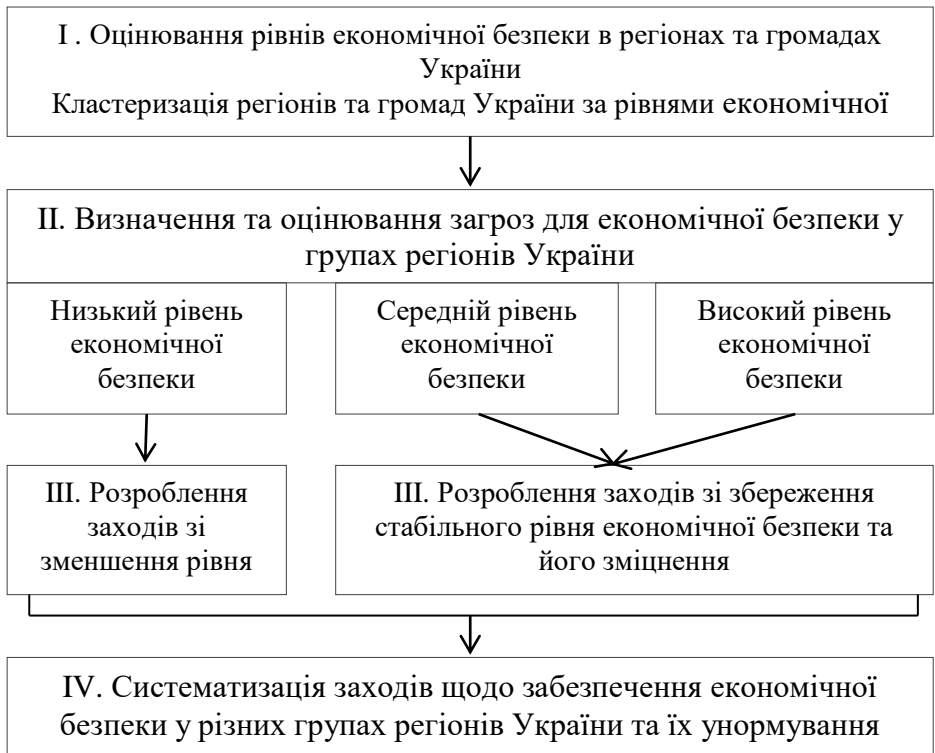 І . Оцінювання рівнів економічної безпеки в регіонах та громадах
України
Кластеризація регіонів та громад України за рівнями економічної
ІІ. Визначення та оцінювання загроз для економічної безпеки у
групах регіонів України
Низький рівень
економічної
безпеки
Середній рівень
економічної
безпеки
Високий рівень
економічної
безпеки
ІІІ. Розроблення
заходів зі
зменшення рівня
ІІІ. Розроблення заходів зі збереження
стабільного рівня економічної безпеки та
його зміцнення
IV. Систематизація заходів щодо забезпечення економічної
безпеки у різних групах регіонів України та їх унормування